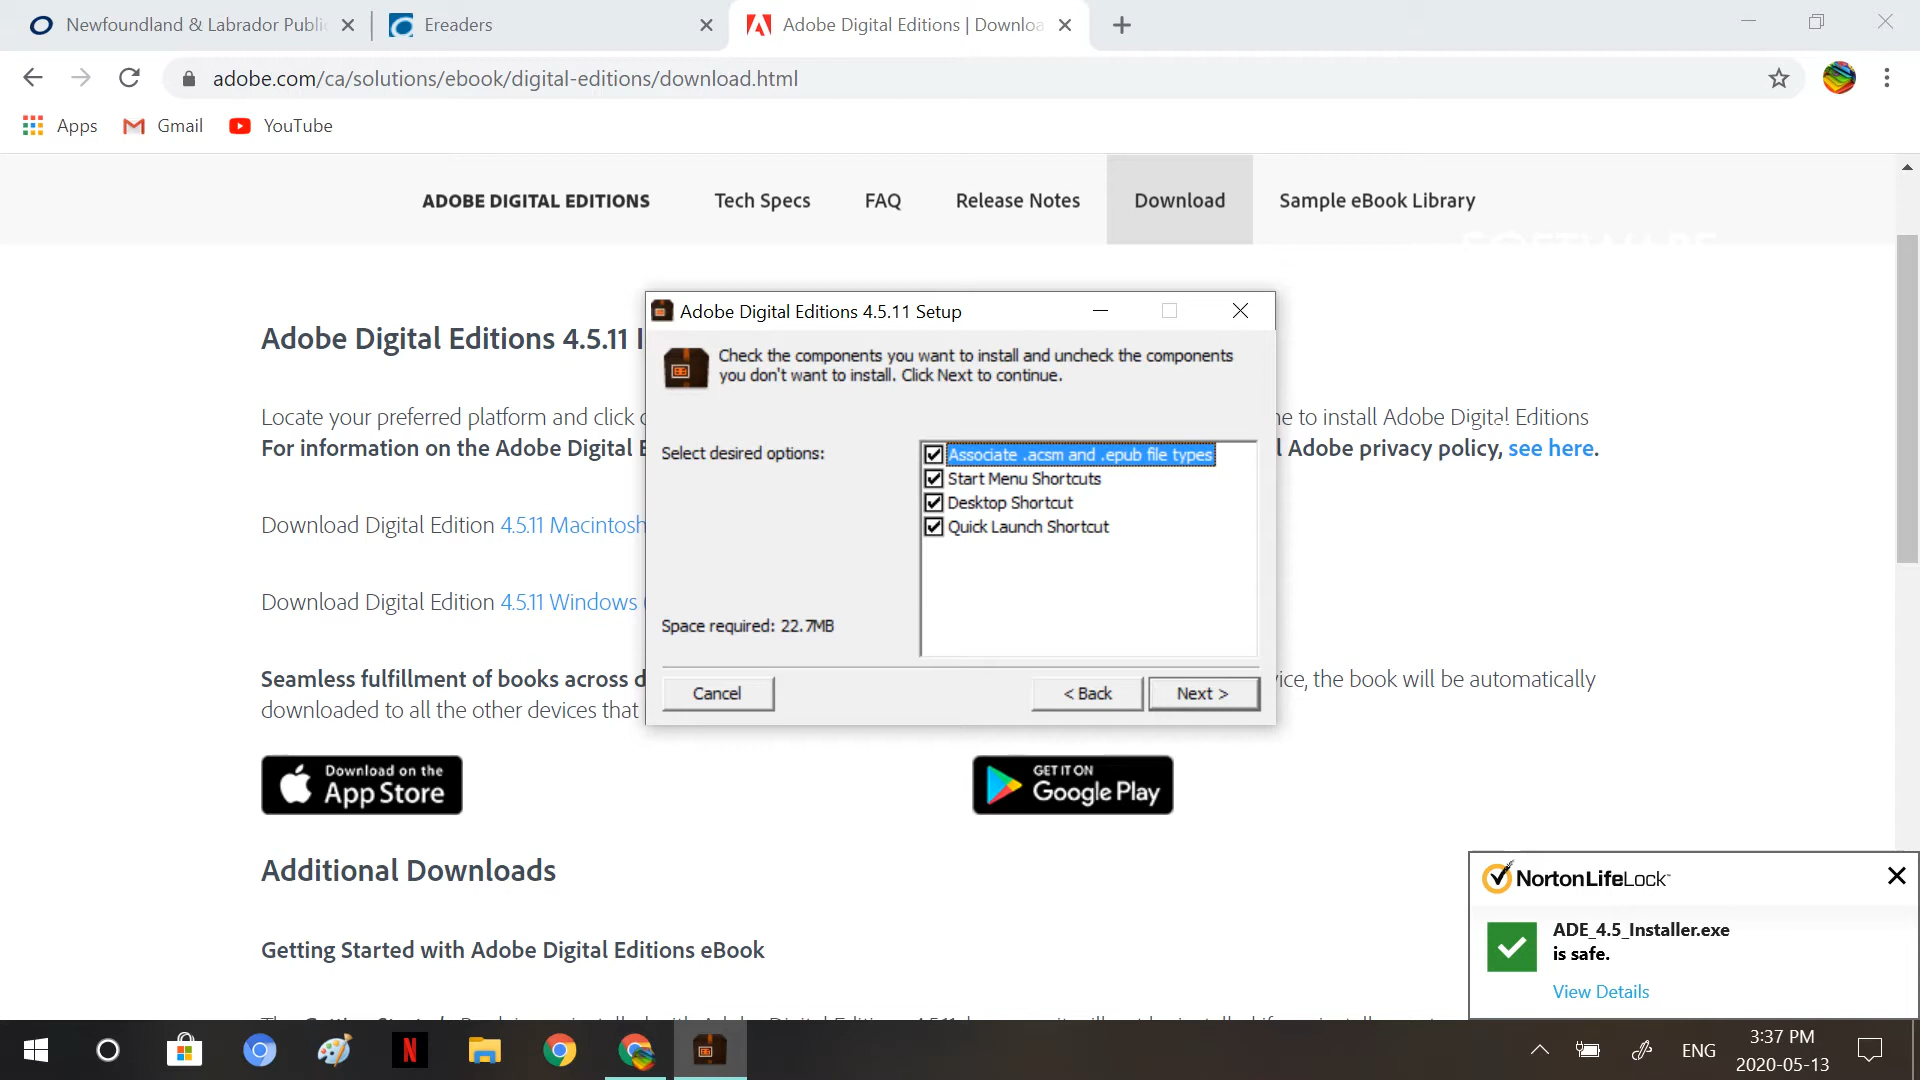 Newfoundland & Labrador Public
Ereaders
Adobe Digital Editions | Downloa
adobe.com/ca/solutions/ebook/digital-editions/download.html
Apps
Gmail
YouTube
ADOBE DIGITAL EDITIONS
Tech Specs
FAQ
Release Notes
Download
Sample eBook Library
SOFTWARE
Adobe Digital Editions 4.5.11 I
Locate your preferred platform and click
me to install Adobe Digital Editions
For information on the Adobe Digital E
l Adobe privacy policy, see here.
Download Digital Edition 4.5.11 Macintosh
Download Digital Edition 4.5.11 Windows (
Seamless fulfillment of books across d
ice, the book will be automatically
downloaded to all the other devices that
Adobe Digital Editions 4.5.11 Setup
Check the components you want to install and uncheck the components
you don't want to install. Click Next to continue.
Select desired options:
Associate .acsm and .epub file types
Start Menu Shortcuts
Desktop Shortcut
Quick Launch Shortcut
Space required: 22.7MB
Cancel
< Back
Next >
Download on the
App Store
GET IT ON
Google Play
Additional Downloads
Getting Started with Adobe Digital Editions eBook
NortonLifeLock
ADE_4.5_Installer.exe
is safe.
View Details
ENG
3:37 PM
2020-05-13